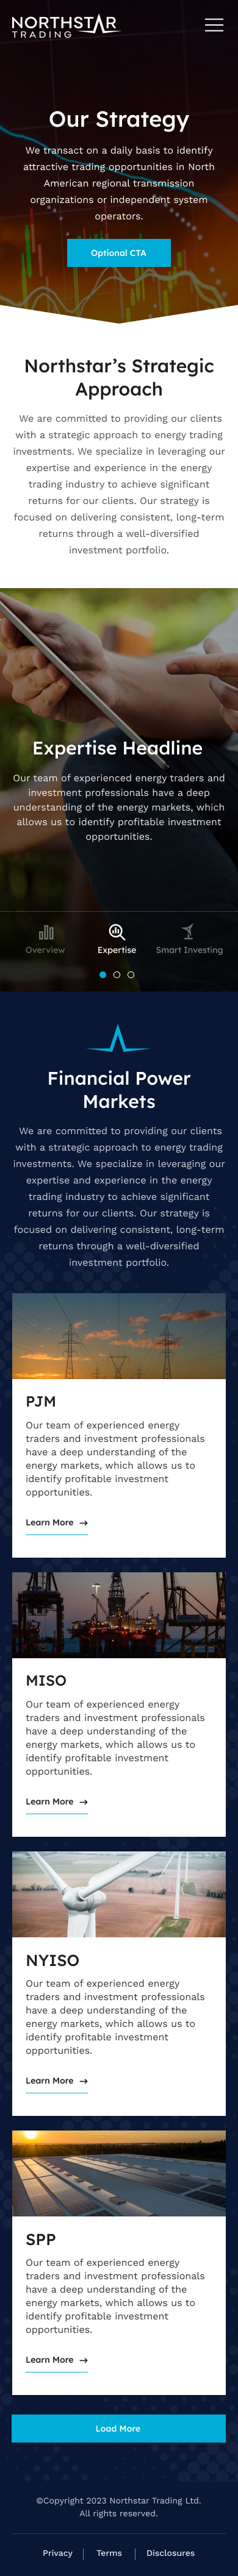 NORTHSTAR
TRADING
Our Strategy
We transact on a daily basis to identify
attractive trading opportunities in North
American regional transmission
organizations or independent system
operators.
Optional CTA
Northstar’s Strategic
Approach
We are committed to providing our clients
with a strategic approach to energy trading
investments. We specialize in leveraging our
expertise and experience in the energy
trading industry to achieve significant
returns for our clients. Our strategy is
focused on delivering consistent, long-term
returns through a well-diversified
investment portfolio.
Expertise Headline
Our team of experienced energy traders and
investment professionals have a deep
understanding of the energy markets, which
allows us to identify profitable investment
opportunities.
Overview Expertise Smart Investing
Financial Power
Markets
We are committed to providing our clients
with a strategic approach to energy trading
investments. We specialize in leveraging our
expertise and experience in the energy
trading industry to achieve significant
returns for our clients. Our strategy is
focused on delivering consistent, long-term
returns through a well-diversified
investment portfolio.
PJM
Our team of experienced energy
traders and investment professionals
have a deep understanding of the
energy markets, which allows us to
identify profitable investment
opportunities.
Learn More →
MISO
Our team of experienced energy
traders and investment professionals
have a deep understanding of the
energy markets, which allows us to
identify profitable investment
opportunities.
Learn More →
NYISO
Our team of experienced energy
traders and investment professionals
have a deep understanding of the
energy markets, which allows us to
identify profitable investment
opportunities.
Learn More →
SPP
Our team of experienced energy
traders and investment professionals
have a deep understanding of the
energy markets, which allows us to
identify profitable investment
opportunities.
Learn More →
Load More
©Copyright 2023 Northstar Trading Ltd.
All rights reserved.
Privacy | Terms | Disclosures